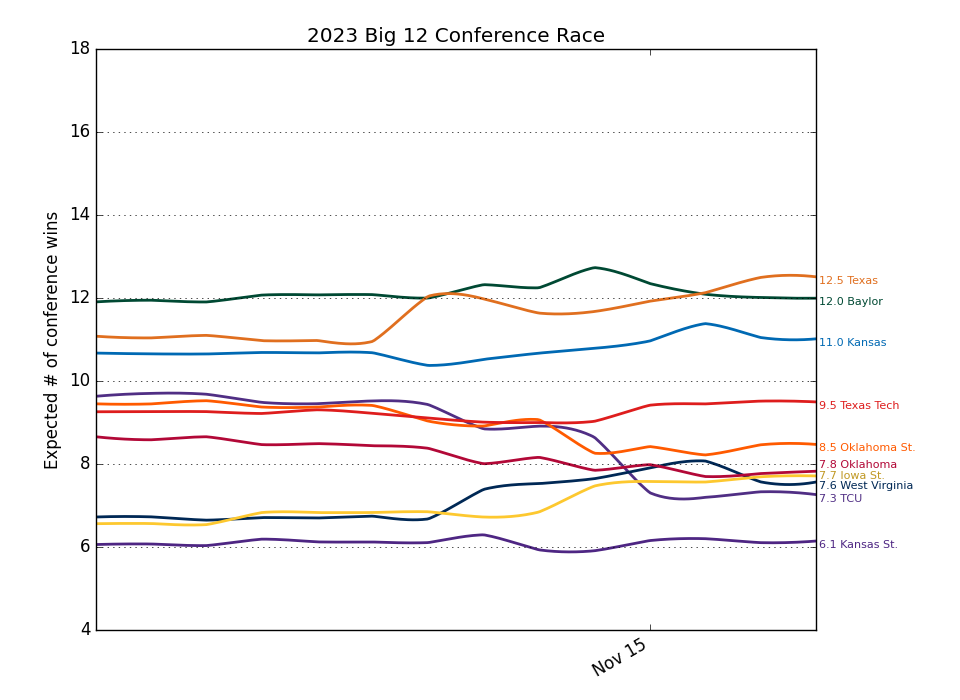 2023 Big 12 Conference Race
Expected # of conference wins
18
16
14
12
10
8
6
4
12.5 Texas
12.0 Baylor
11.0 Kansas
9.5 Texas Tech
8.5 Oklahoma St.
7.8 Oklahoma
7.7 Iowa St.
7.6 West Virginia
7.3 TCU
6.1 Kansas St.
Nov 15